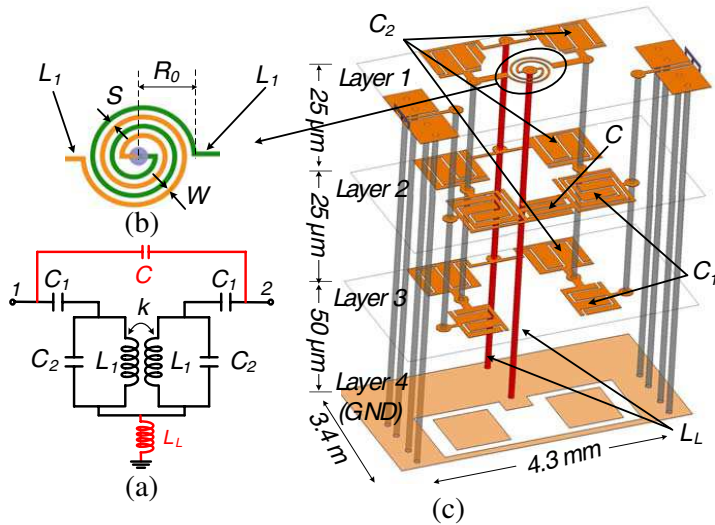 (b)
R0
L1
L1
S
W
C2
Layer 1
25 µm
C
Layer 2
25 µm
C1
Layer 3
50 µm
Layer 4
(GND)
LL
3.4 m
4.3 mm
(c)
C
1
C1
C1
2
k
C2
L1
L1
C2
LL
(a)